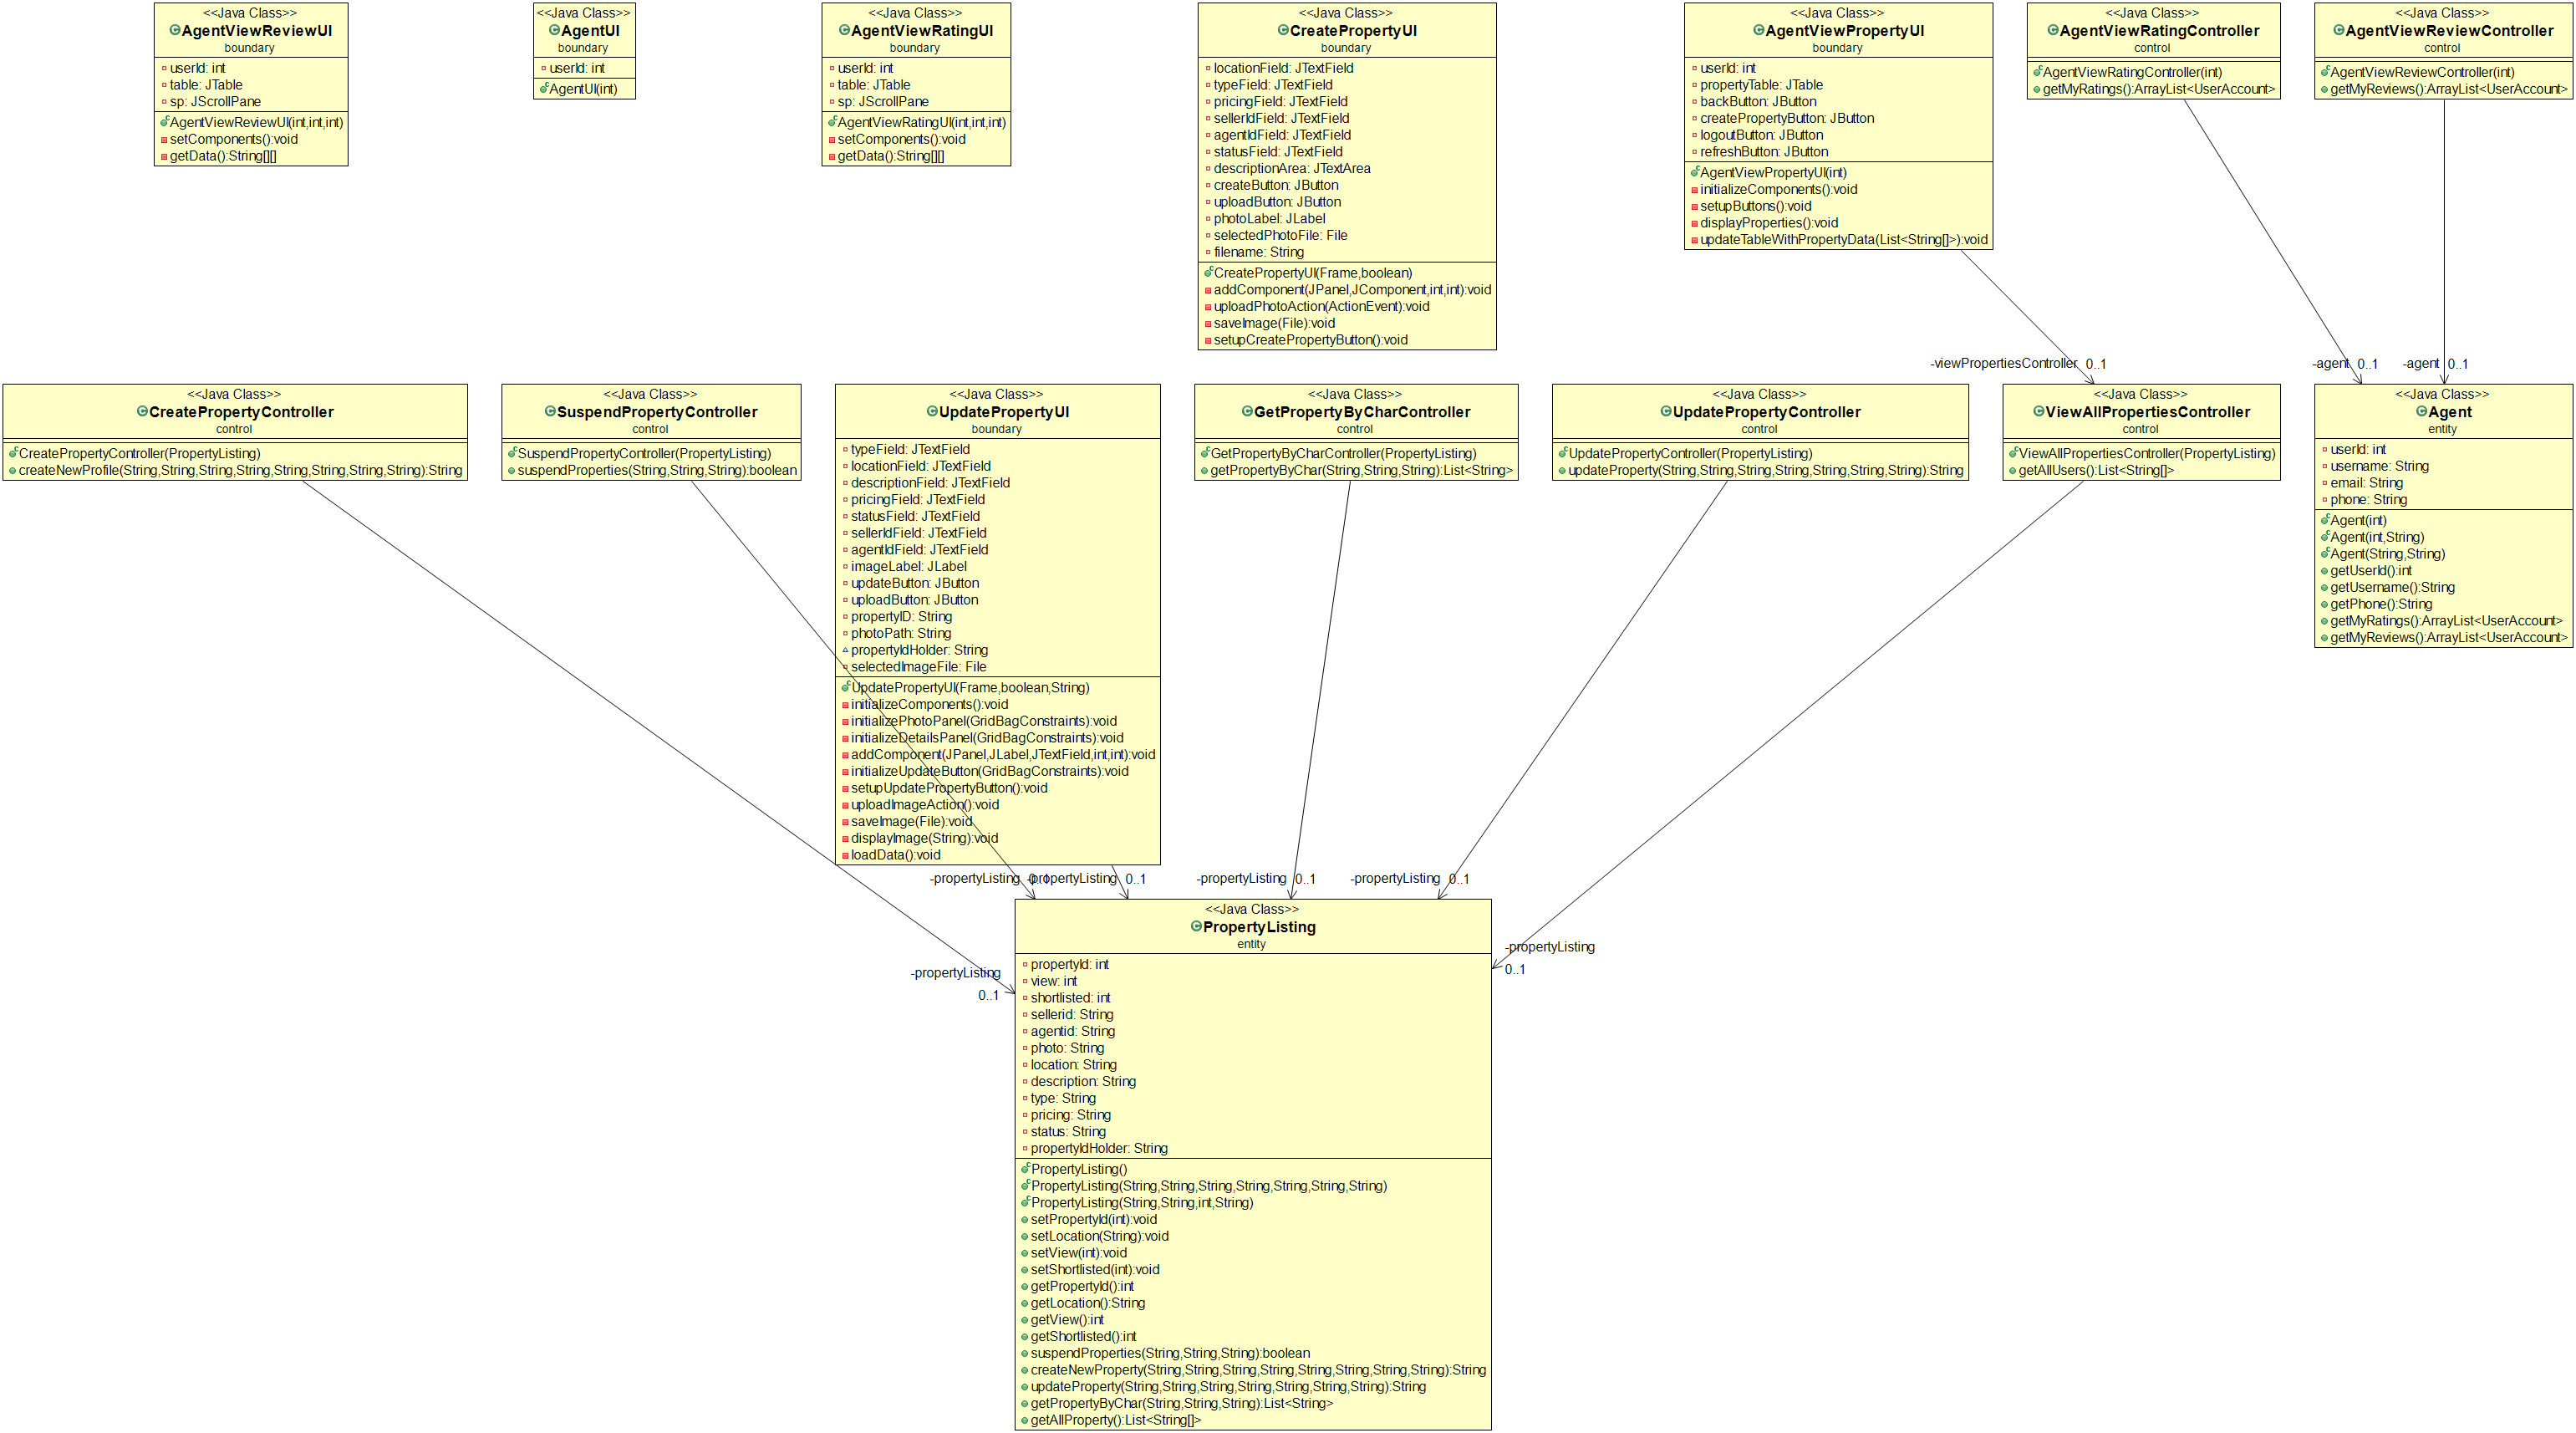 <<Java Class>>
AgentViewReviewUI
boundary
userId: int
table: JTable
sp: JScrollPane
AgentViewReviewUI(int,int,int)
setComponents():void
getData():String[][]
<<Java Class>>
AgentUI
boundary
userId: int
AgentUI(int)
<<Java Class>>
AgentViewRatingUI
boundary
userId: int
table: JTable
sp: JScrollPane
AgentViewRatingUI(int,int,int)
setComponents():void
getData():String[][]
<<Java Class>>
CreatePropertyUI
boundary
locationField: JTextField
typeField: JTextField
pricingField: JTextField
sellerIdField: JTextField
agentIdField: JTextField
statusField: JTextField
descriptionArea: JTextArea
createButton: JButton
uploadButton: JButton
photoLabel: JLabel
selectedPhotoFile: File
filename: String
CreatePropertyUI(Frame,boolean)
addComponent(JPanel,JComponent,int,int):void
uploadPhotoAction(ActionEvent):void
saveImage(File):void
setupCreatePropertyButton():void
<<Java Class>>
AgentViewPropertyUI
boundary
userId: int
propertyTable: JTable
backButton: JButton
createPropertyButton: JButton
logoutButton: JButton
refreshButton: JButton
AgentViewPropertyUI(int)
initializeComponents():void
setupButtons():void
displayProperties():void
updateTableWithPropertyData(List<String[]>):void
<<Java Class>>
AgentViewRatingController
control
AgentViewRatingController(int)
getMyRatings():ArrayList<UserAccount>
<<Java Class>>
AgentViewReviewController
control
AgentViewReviewController(int)
getMyReviews():ArrayList<UserAccount>
-viewPropertiesController 0..1
-agent 0..1
-agent 0..1
<<Java Class>>
CreatePropertyController
control
CreatePropertyController(PropertyListing)
createNewProfile(String,String,String,String,String,String,String,String):String
<<Java Class>>
SuspendPropertyController
control
SuspendPropertyController(PropertyListing)
suspendProperties(String,String,String):boolean
<<Java Class>>
UpdatePropertyUI
boundary
typeField: JTextField
locationField: JTextField
descriptionField: JTextField
pricingField: JTextField
statusField: JTextField
sellerIdField: JTextField
agentIdField: JTextField
imageLabel: JLabel
updateButton: JButton
uploadButton: JButton
propertyID: String
photoPath: String
propertyIdHolder: String
selectedImageFile: File
UpdatePropertyUI(Frame,boolean,String)
initializeComponents():void
initializePhotoPanel(GridBagConstraints):void
initializeDetailsPanel(GridBagConstraints):void
addComponent(JPanel,JLabel,JTextField,int,int):void
initializeUpdateButton(GridBagConstraints):void
setupUpdatePropertyButton():void
uploadImageAction():void
saveImage(File):void
displayImage(String):void
loadData():void
<<Java Class>>
GetPropertyByCharController
control
GetPropertyByCharController(PropertyListing)
getPropertyByChar(String,String,String):List<String>
<<Java Class>>
UpdatePropertyController
control
UpdatePropertyController(PropertyListing)
updateProperty(String,String,String,String,String,String,String):String
<<Java Class>>
ViewAllPropertiesController
control
ViewAllPropertiesController(PropertyListing)
getAllUsers():List<String[]>
<<Java Class>>
Agent
entity
userId: int
username: String
email: String
phone: String
Agent(int)
Agent(int,String)
Agent(String,String)
getUserId():int
getUsername():String
getPhone():String
getMyRatings():ArrayList<UserAccount>
getMyReviews():ArrayList<UserAccount>
-propertyListing 0..1
-propertyListing 0..1
-propertyListing 0..1
-propertyListing 0..1
-propertyListing
0..1
-propertyListing
0..1
<<Java Class>>
PropertyListing
entity
propertyId: int
view: int
shortlisted: int
sellerid: String
agentid: String
photo: String
location: String
description: String
type: String
pricing: String
status: String
propertyIdHolder: String
PropertyListing()
PropertyListing(String,String,String,String,String,String,String)
PropertyListing(String,String,int,String)
setPropertyId(int):void
setLocation(String):void
setView(int):void
setShortlisted(int):void
getPropertyId():int
getLocation():String
getView():int
getShortlisted():int
suspendProperties(String,String,String):boolean
createNewProperty(String,String,String,String,String,String,String,String):String
updateProperty(String,String,String,String,String,String,String):String
getPropertyByChar(String,String,String):List<String>
getAllProperty():List<String[]>